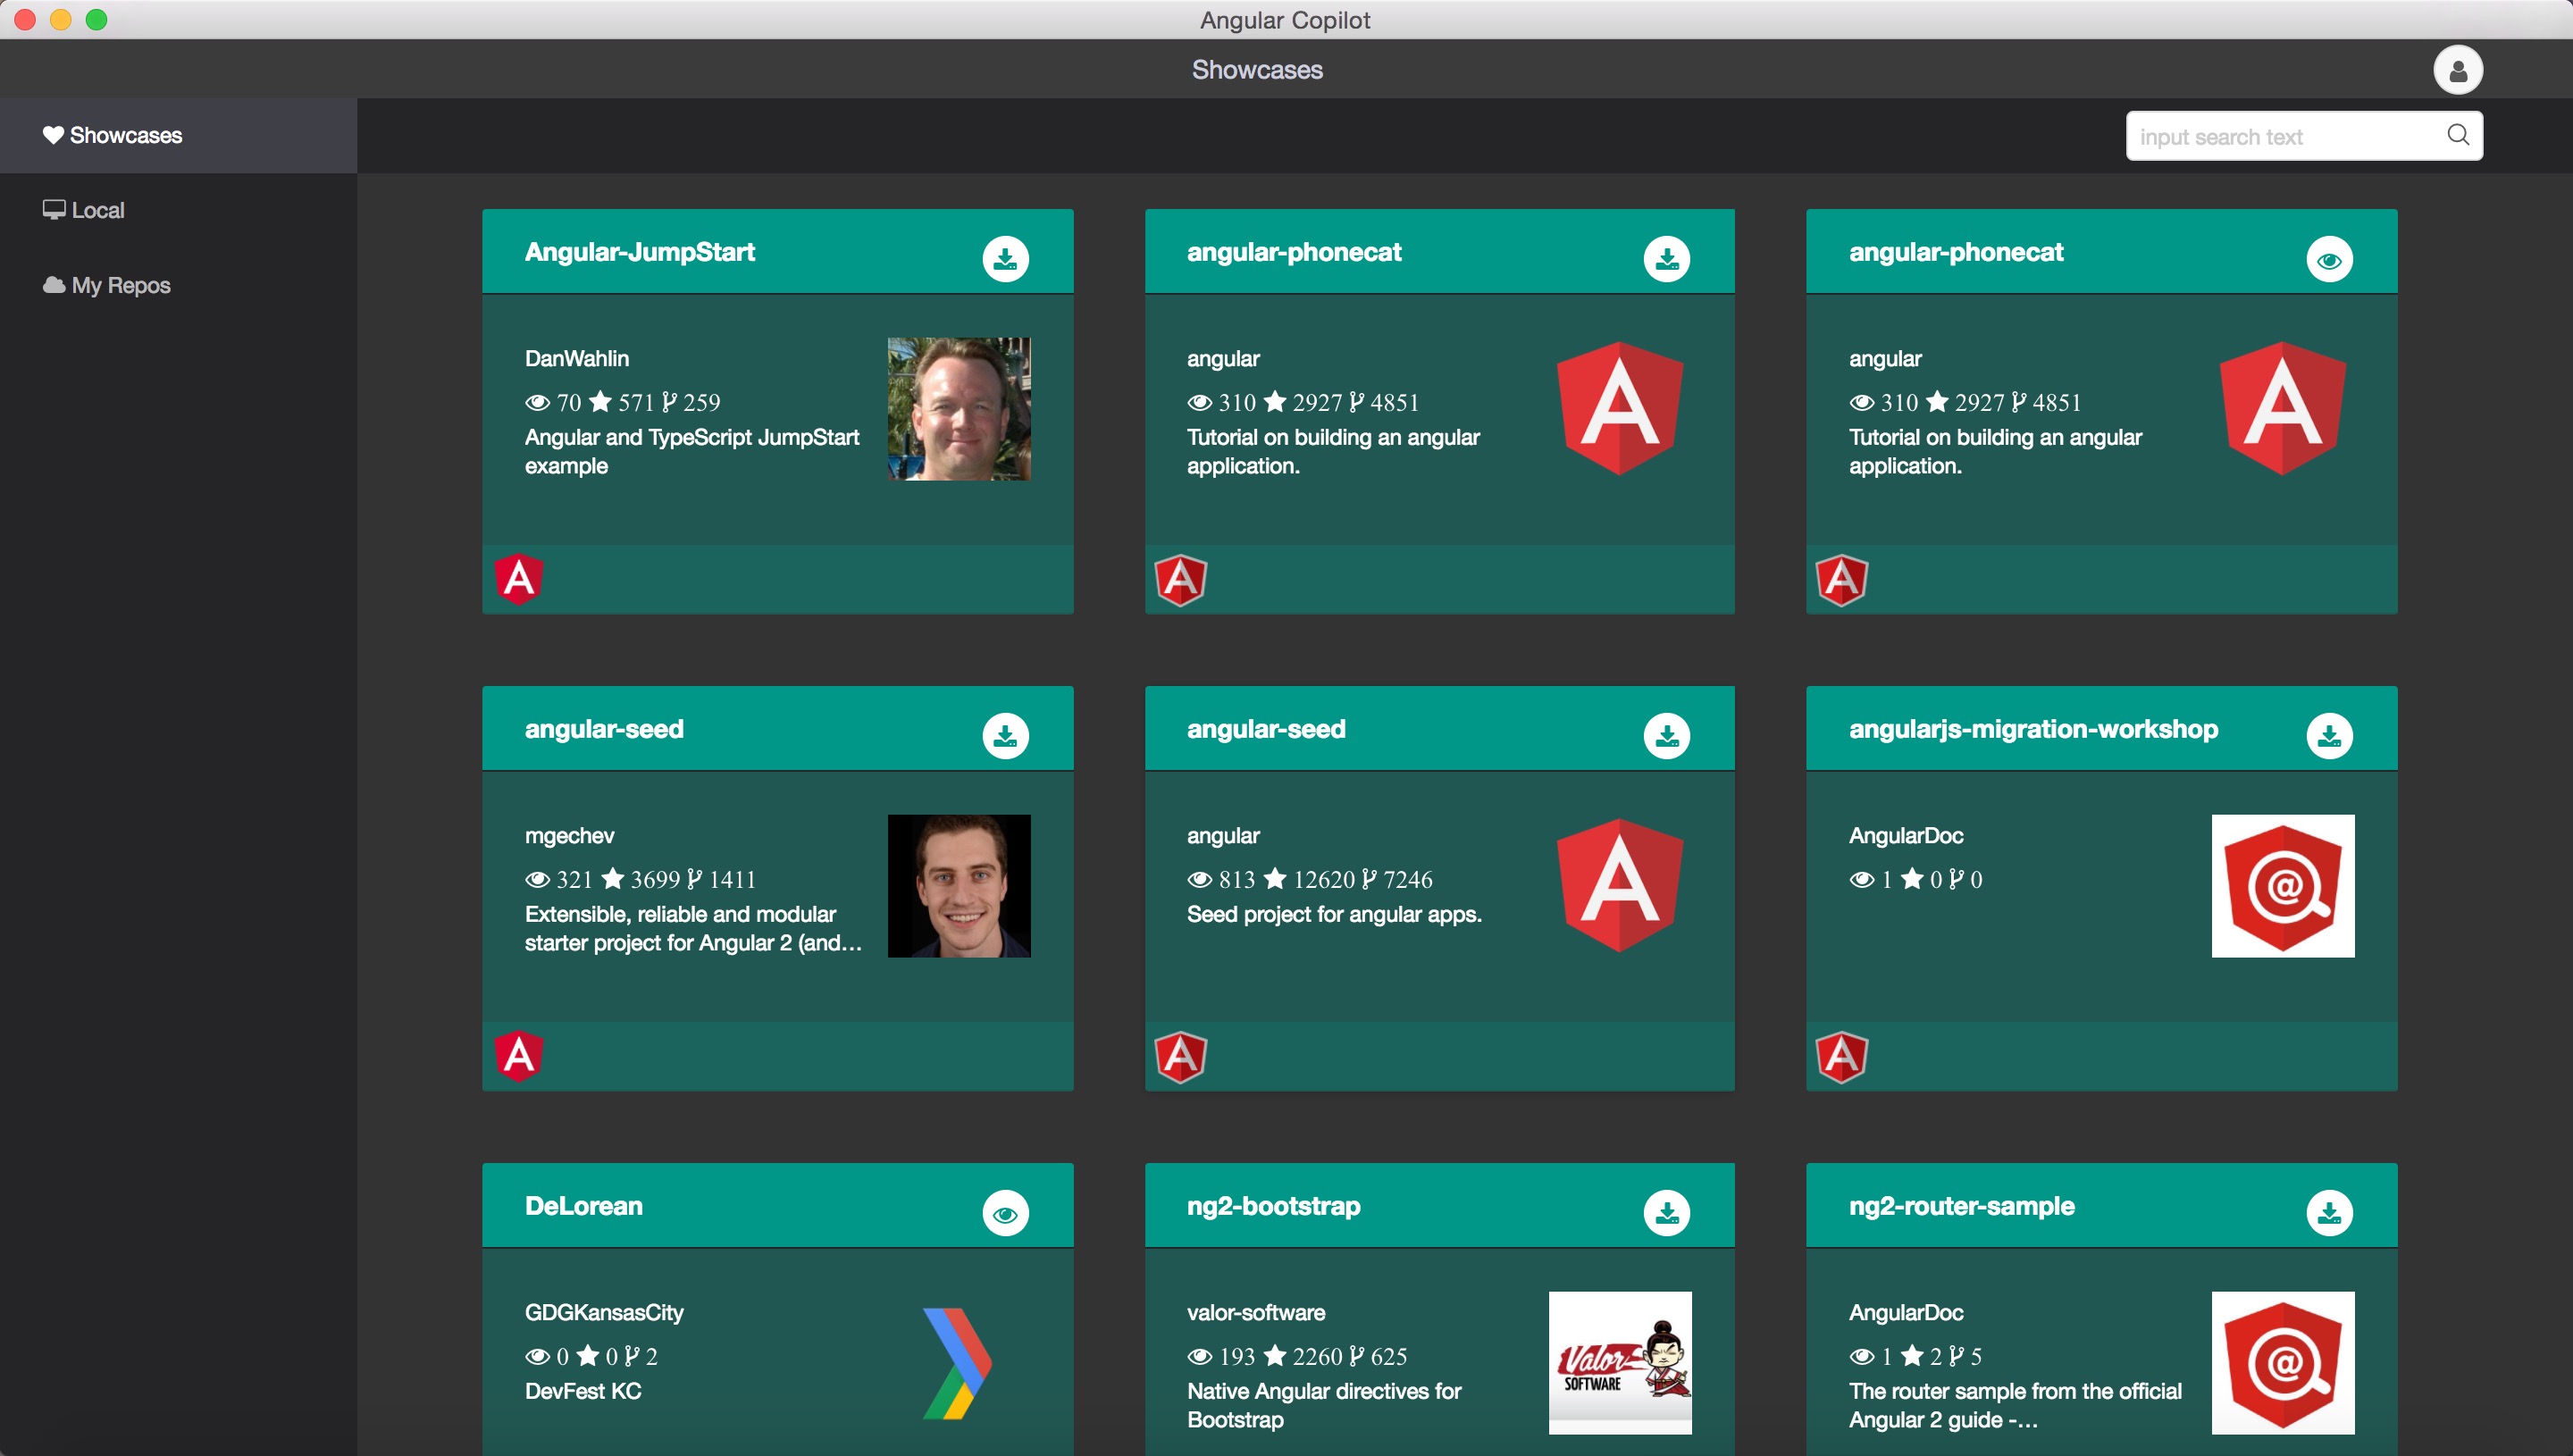 Angular Copilot
Showcases
input search text
Showcases
Local
My Repos
Angular-JumpStart
DanWahlin
70 571 259
Angular and TypeScript JumpStart
example
angular-phonecat
angular
310 2927 4851
Tutorial on building an angular
application.
angular-phonecat
angular
310 2927 4851
Tutorial on building an angular
application.
angular-seed
mgechev
321 3699 1411
Extensible, reliable and modular
starter project for Angular 2 (and...
angular-seed
angular
813 12620 7246
Seed project for angular apps.
angularjs-migration-workshop
AngularDoc
1 0 0
DeLorean
GDGKansasCity
0 0 2
DevFest KC
ng2-bootstrap
valor-software
193 2260 625
Native Angular directives for
Bootstrap
Valor
SOFTWARE
ng2-router-sample
AngularDoc
1 2 5
The router sample from the official
Angular 2 guide -...